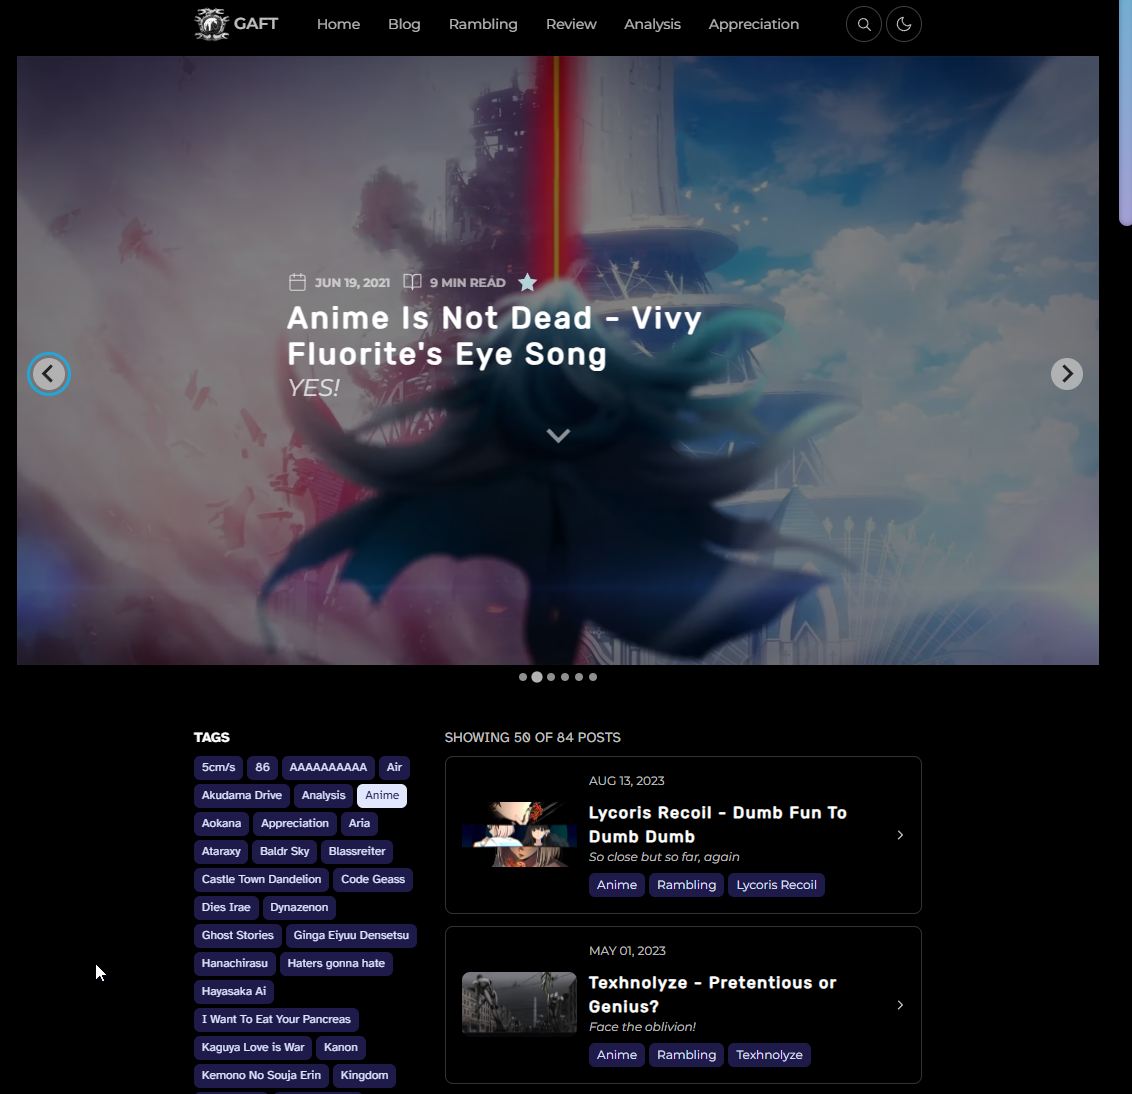 GAFT Home Blog Rambling Review Analysis Appreciation
JUN 19, 2021 9 MIN READ
Anime Is Not Dead - Vivy
Fluorite's Eye Song
YES!
TAGS
5cm/s 86 AAAAAAAAAA Air
Akudama Drive Analysis Anime
Aokana Appreciation Aria
Ataraxy Baldr Sky Blassreiter
Castle Town Dandelion Code Geass
Dies Irae Dynazenon
Ghost Stories Ginga Eiyuu Densetsu
Hanachirasu Haters gonna hate
Hayasaka Ai
I Want To Eat Your Pancreas
Kaguya Love is War Kanon
Kemono No Souja Erin Kingdom
SHOWING 50 OF 84 POSTS
AUG 13, 2023
Lycoris Recoil - Dumb Fun To
Dumb Dumb
So close but so far, again
Anime Rambling Lycoris Recoil
MAY 01, 2023
Texhnolyze - Pretentious or
Genius?
Face the oblivion!
Anime Rambling Texhnolyze